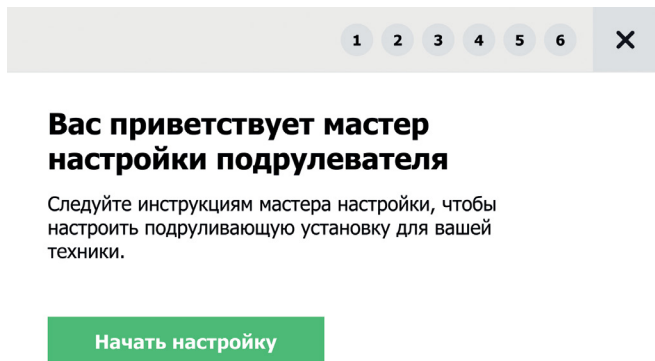 1 2 3 4 5 6
Вас приветствует мастер
настройки подрулевателя
Следуйте инструкциям мастера настройки, чтобы
настроить подруливающую установку для вашей
техники.
Начать настройку